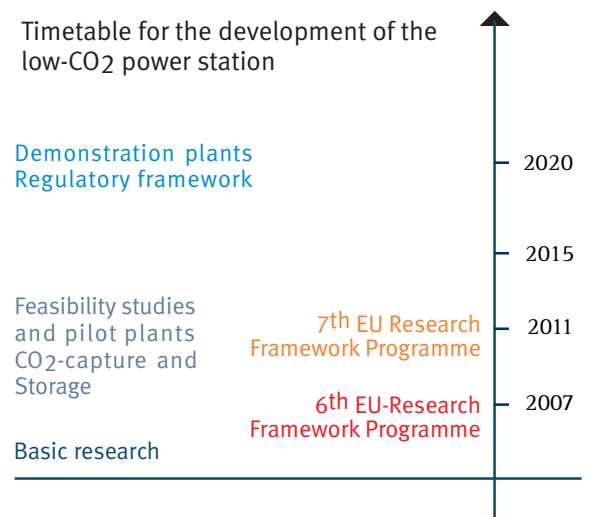 Timetable for the development of the
low-CO2 power station
Demonstration plants
Regulatory framework
2020
2015
Feasibility studies
and pilot plants
CO2-capture and
Storage
7th EU Research
Framework Programme
2011
6th EU-Research
Framework Programme
2007
Basic research